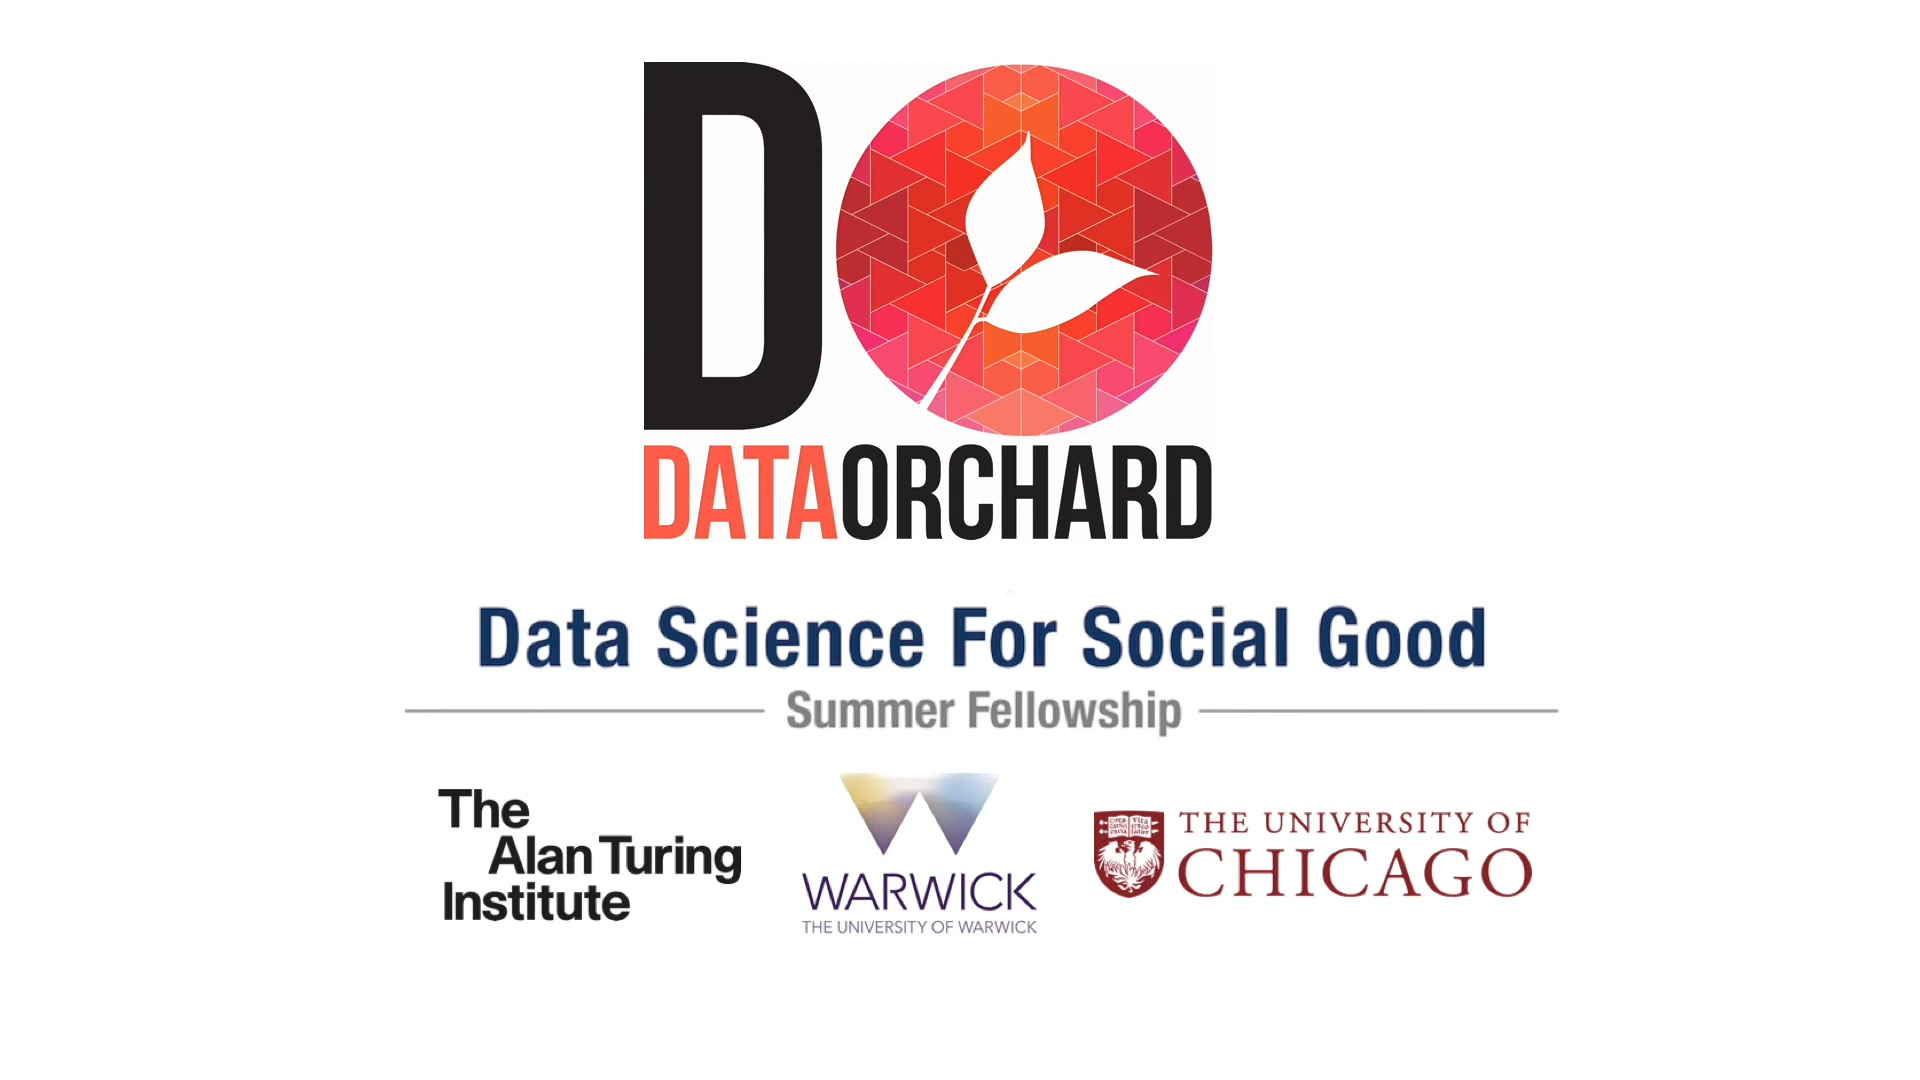 D
DATAORCHARD
Data Science For Social Good
Summer Fellowship
The
Alan Turing
Institute
WARWICK
THE UNIVERSITY OF WARWICK
THE UNIVERSITY OF
CHICAGO